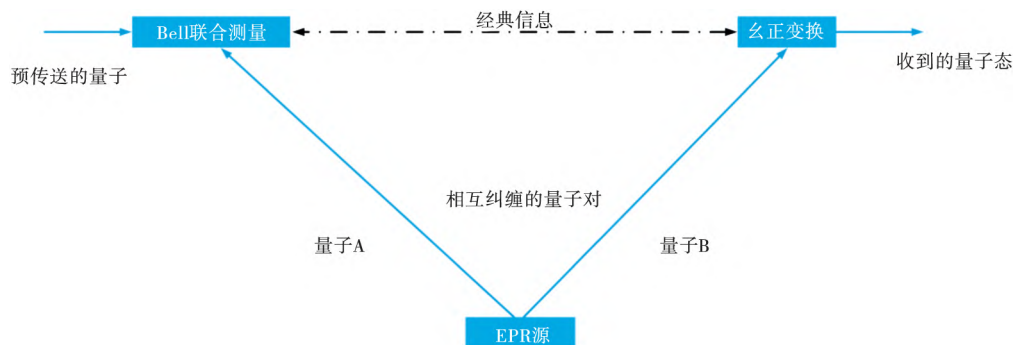 经典信息
Bell联合测量
幺正变换
预传送的量子
收到的量子态
相互纠缠的量子对
量子A
量子B
EPR源